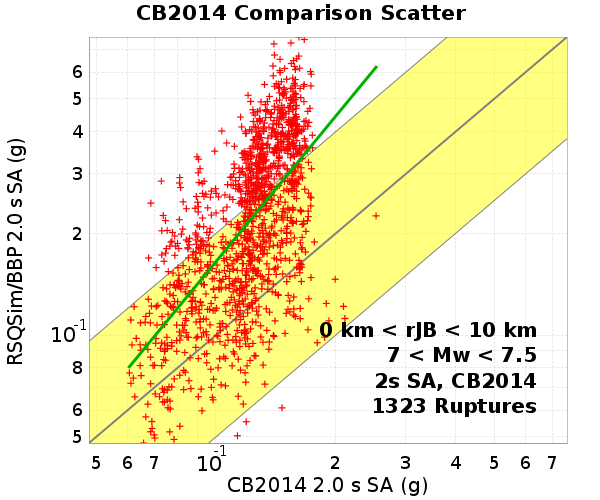 CB2014 Comparison Scatter
RSQSim/BBP 2.0 s SA (g)
6
5
4
3
2
10-1
8
7
6
5
0 km < rJB < 10 km
7 < Mw < 7.5
2s SA, CB2014
1323 Ruptures
5 6 7 10-1 2 3 4 5 6 7
CB2014 2.0 s SA (g)